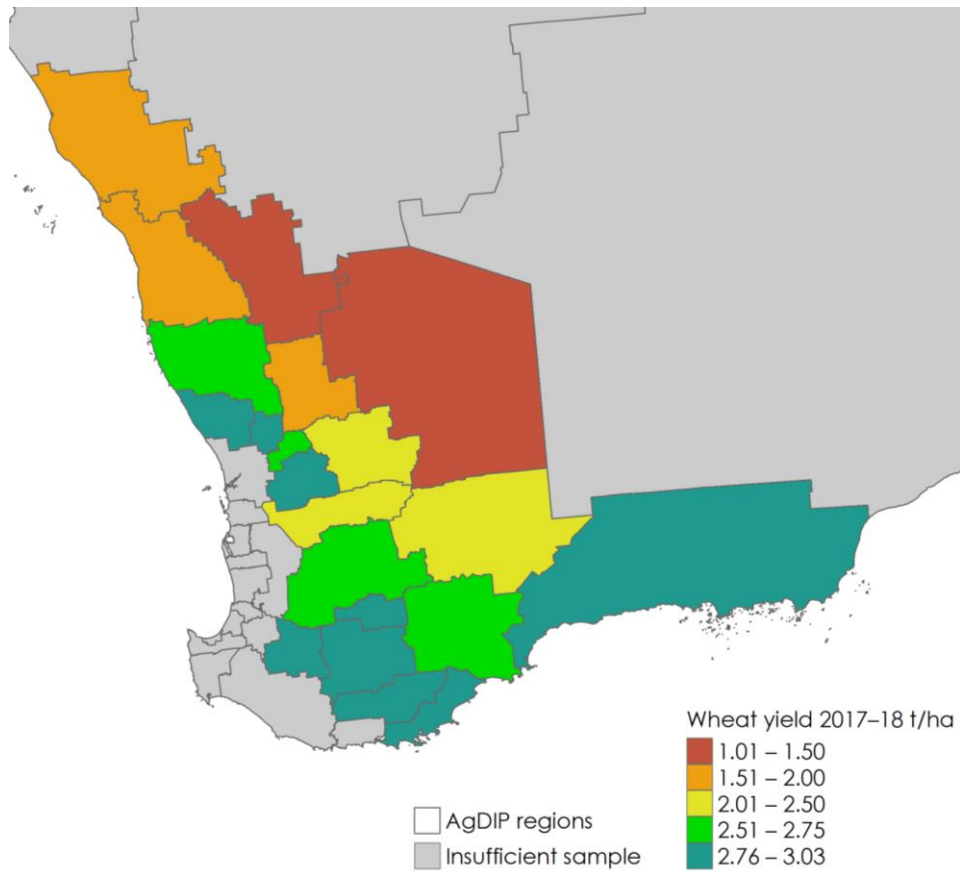 Wheat yield 2017–18 t/ha
1.01 – 1.50
1.51 – 2.00
2.01 – 2.50
2.51 – 2.75
2.76 – 3.03
AgDIP regions
Insufficient sample